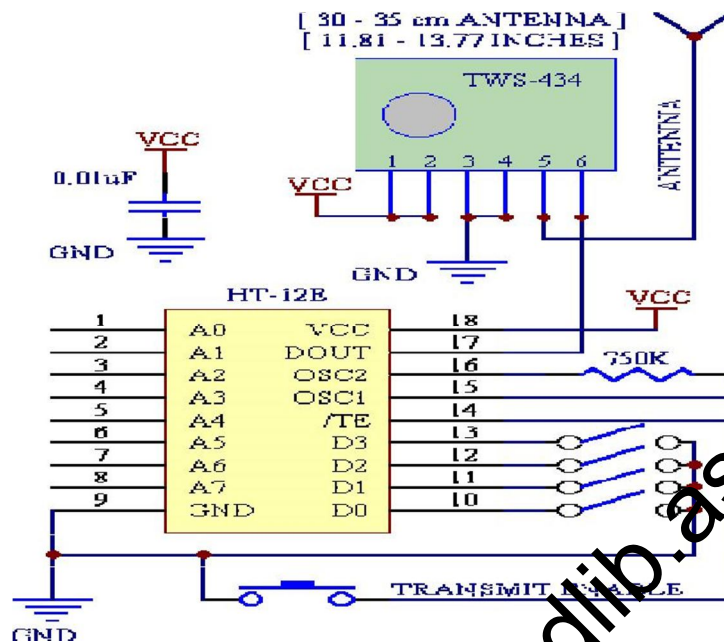 [ 30 - 35 cm ANTENNA ]
[ 11.81 - 13.77 INCHES ]
TWS-434
1 2 3 4 5 6
ANTENNA
VCC
0.01uF
GND
VCC
GND
HT-12E
VCC
1 A0 VCC 18
2 A1 DOUT 17
3 A2 OSC2 16
750K
4 A3 OSC1 15
5 A4 /TE 14
6 A5 D3 13
7 A6 D2 12
8 A7 D1 11
9 GND D0 10
TRANSMIT ENABLE
GND